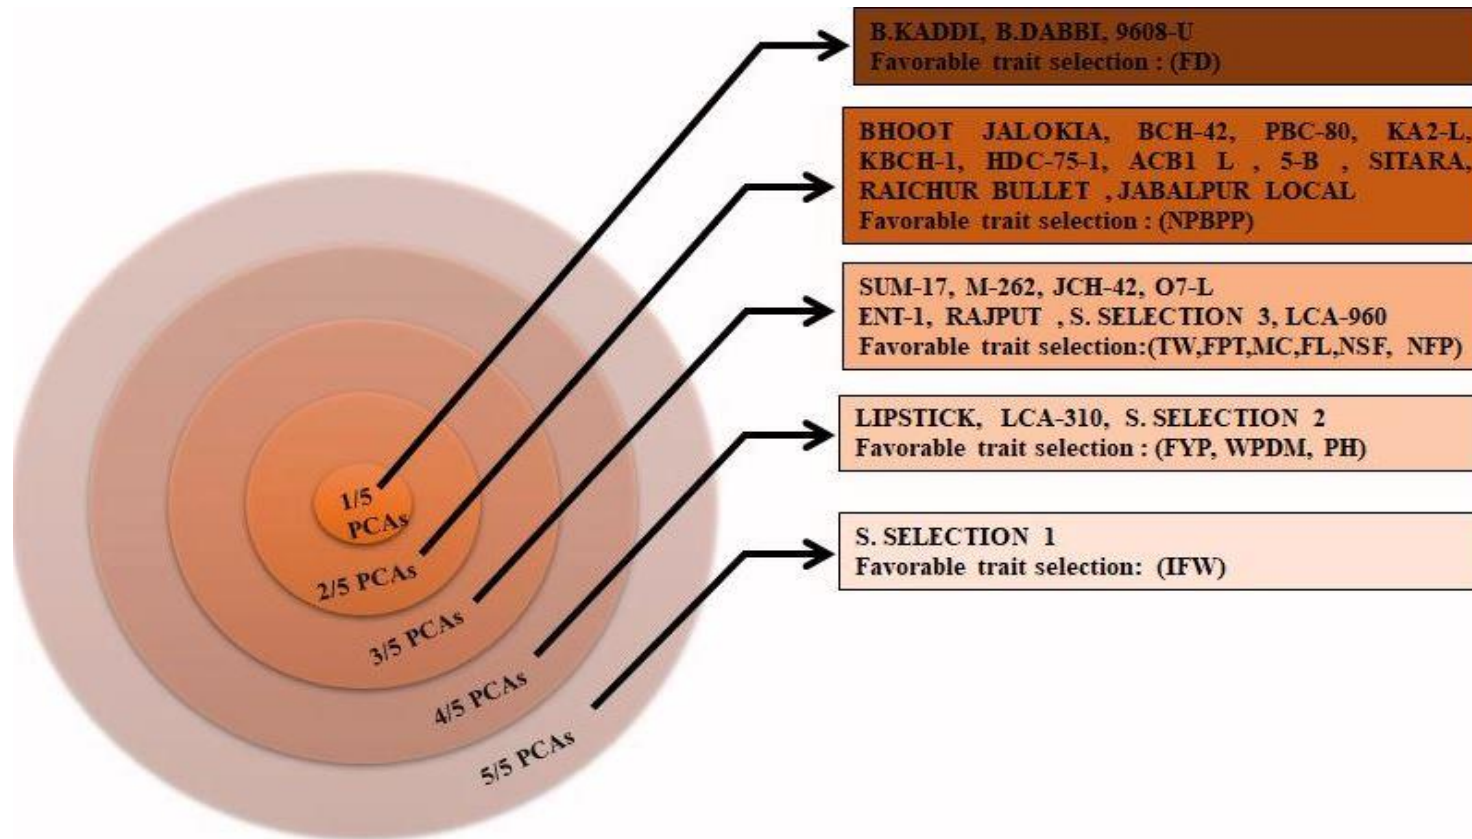 B.KADDI, B.DABBI, 9608-U
Favorable trait selection : (FD)
BHOOT JALOKIA, BCH-42, PBC-80, KA2-L,
KBCH-1, HDC-75-1, ACB1 L , 5-B , SITARA,
RAICHUR BULLET ,JABALPUR LOCAL
Favorable trait selection : (NPBPP)
SUM-17, M-262, JCH-42, O7-L
ENT-1, RAJPUT , S. SELECTION 3, LCA-960
Favorable trait selection:(TW,FPT,MC,FL,NSF, NFP)
LIPSTICK, LCA-310, S. SELECTION 2
Favorable trait selection : (FYP, WPDM, PH)
S. SELECTION 1
Favorable trait selection: (IFW)
1/5
PCAs
2/5 PCAs
3/5 PCAs
4/5 PCAs
5/5 PCAs